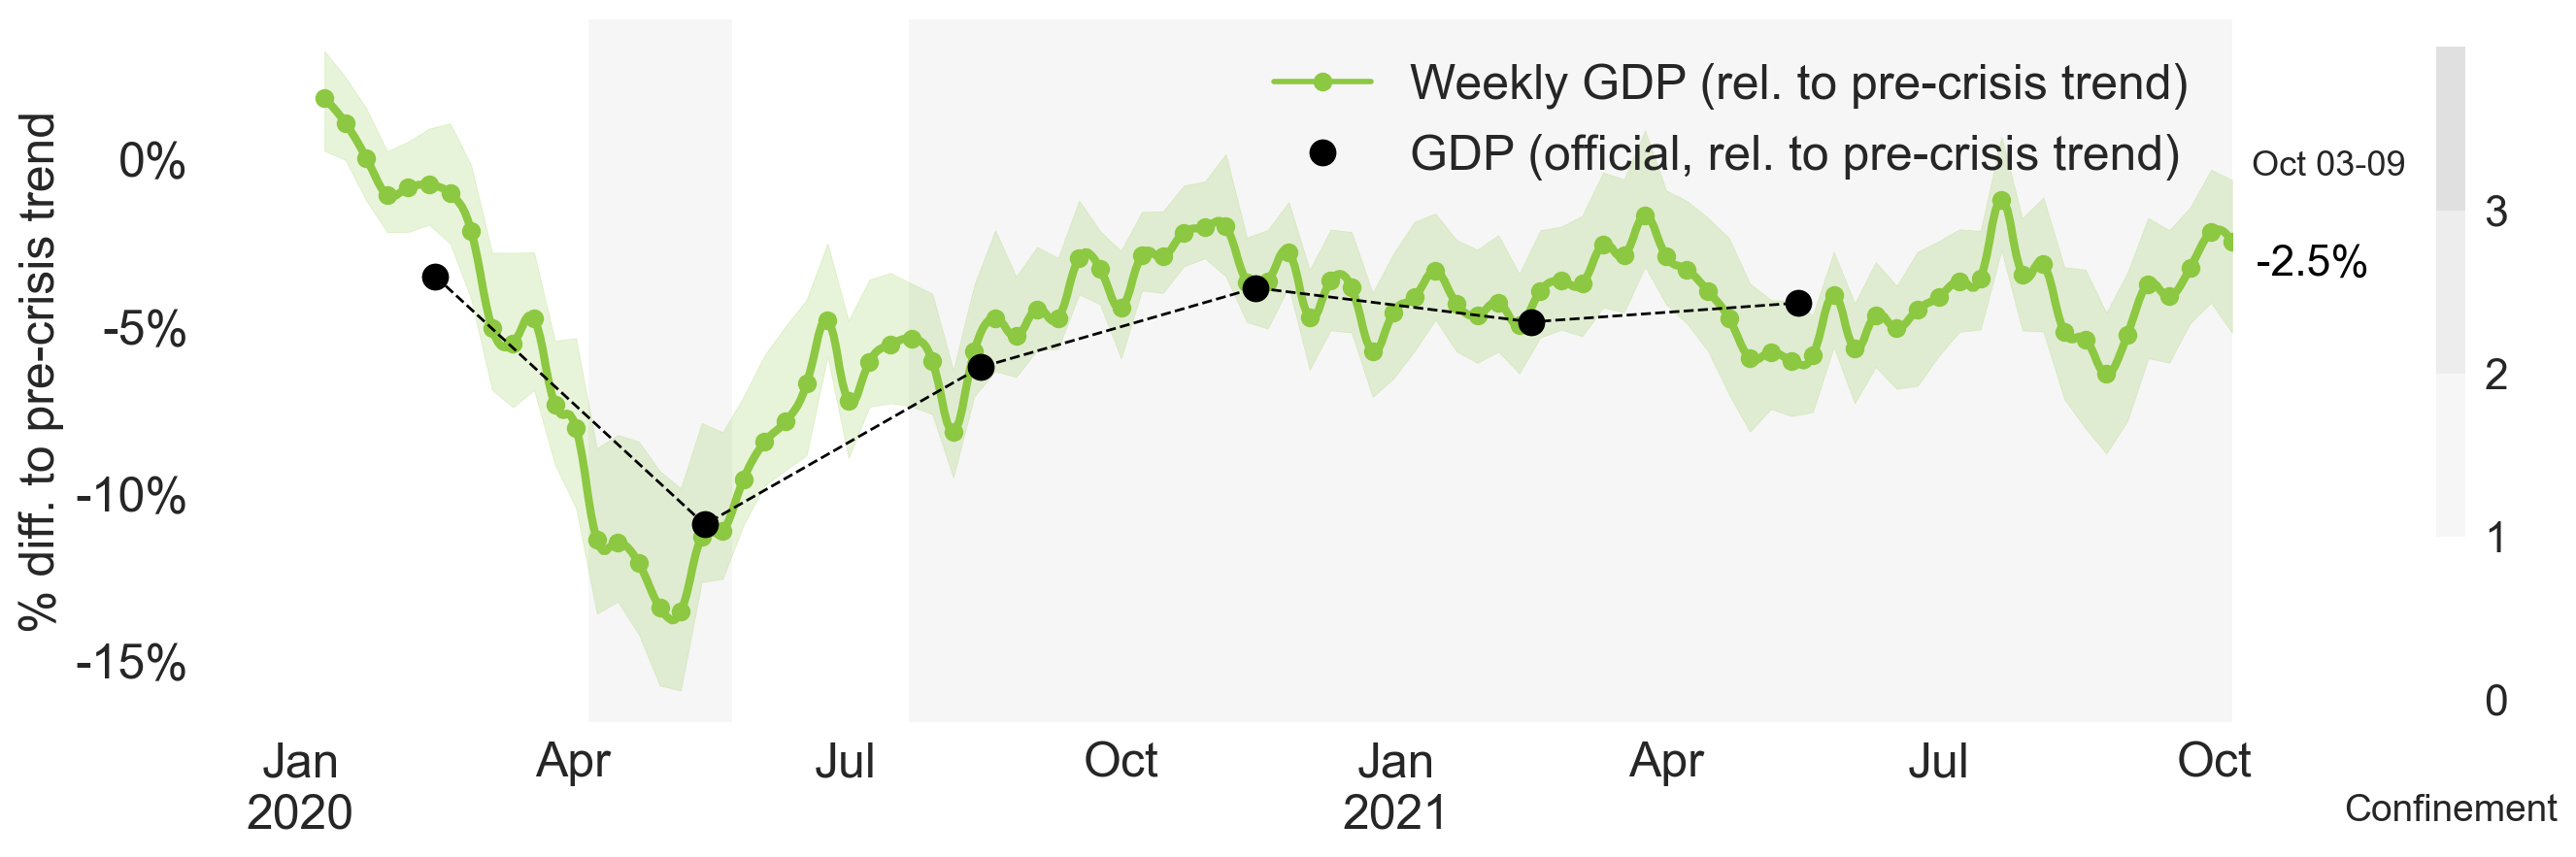 % diff. to pre-crisis trend
0%
-5%
-10%
-15%
Weekly GDP (rel. to pre-crisis trend)
GDP (official, rel. to pre-crisis trend)
Oct 03-09
-2.5%
3
2
1
0
Jan Apr Jul Oct Jan Apr Jul Oct
2020 2021
Confinement